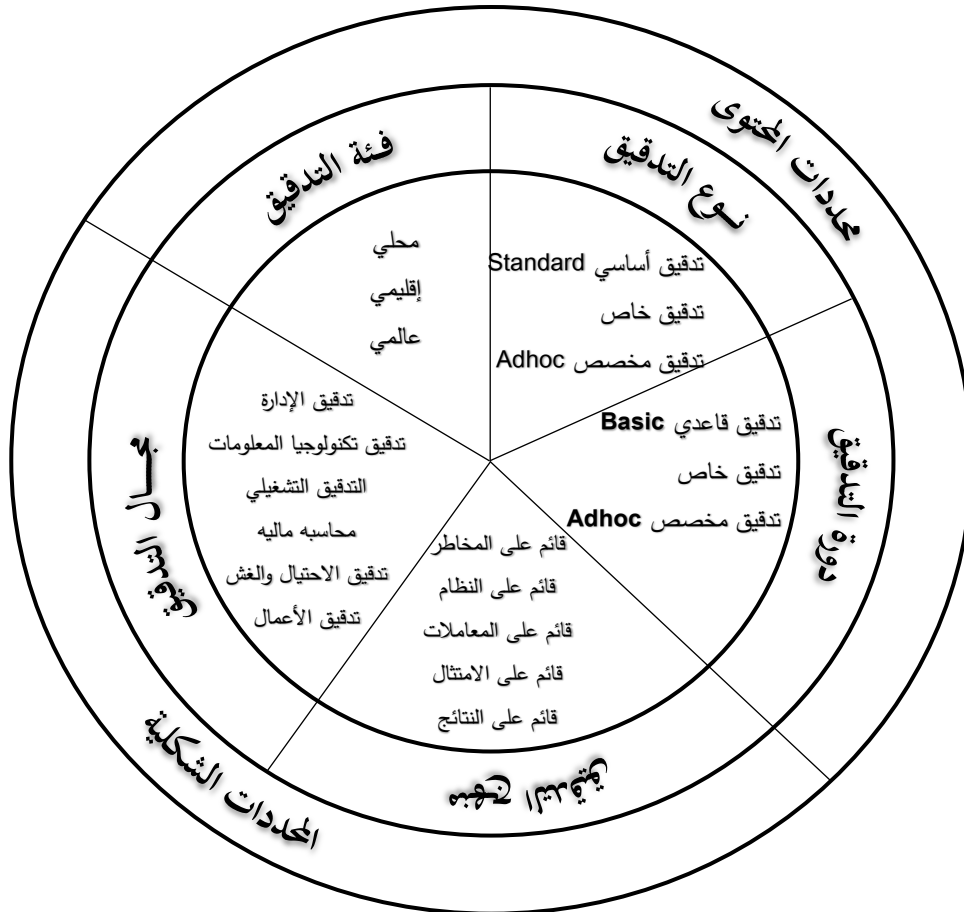 محددات المحتوى
نوع التدقيق
تدقيق أساسي Standard
تدقيق خاص
تدقيق مخصص Adhoc
دورة التدقيق
تدقيق قاعدي Basic
تدقيق خاص
تدقيق مخصص Adhoc
منهج التدقيق
قائم على المخاطر
قائم على النظام
قائم على المعاملات
قائم على الامتثال
قائم على النتائج
المحددات الشكلية
مجال التدقيق
تدقيق الإدارة
تدقيق تكنولوجيا المعلومات
التدقيق التشغيلي
محاسبه ماليه
تدقيق الاحتيال والغش
تدقيق الأعمال
فئة التدقيق
محلي
إقليمي
عالمي